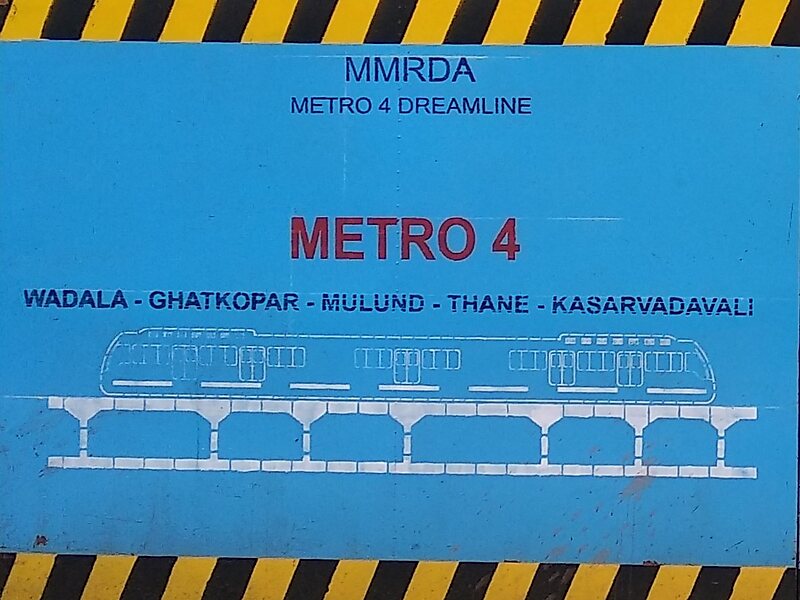 MMRDA
METRO 4 DREAMLINE
METRO 4
WADALA - GHATKOPAR - MULUND - THANE - KASARVADAVALI